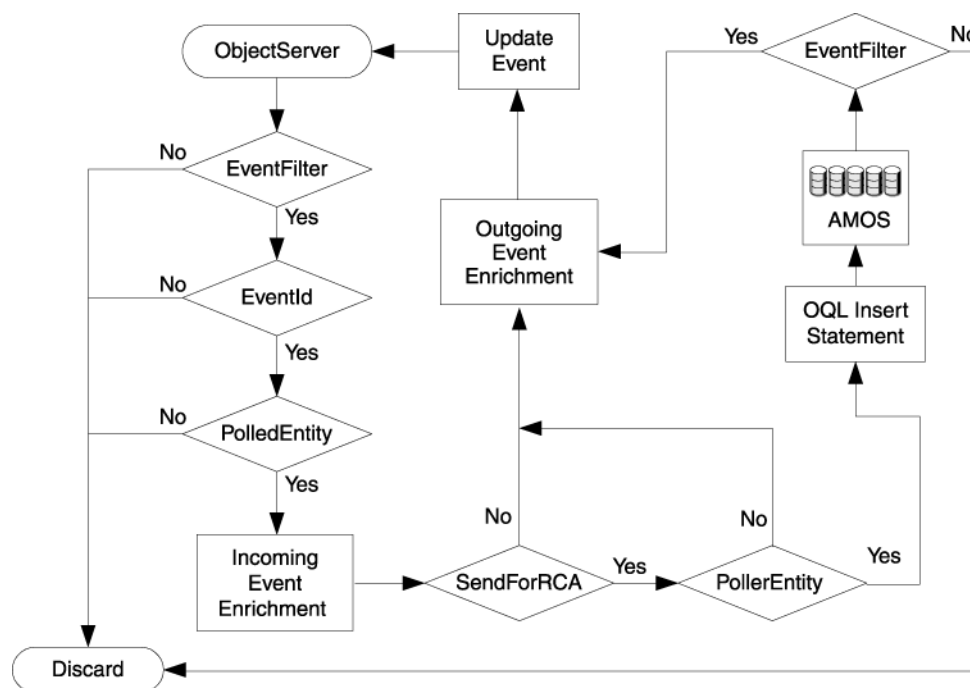 ObjectServer
Update
Event
Yes
EventFilter
No
No
EventFilter
Yes
AMOS
Outgoing
Event
Enrichment
No
EventId
Yes
OQL Insert
Statement
No
PolledEntity
Yes
No
No
Incoming
Event
Enrichment
SendForRCA
Yes
PollerEntity
Yes
Discard